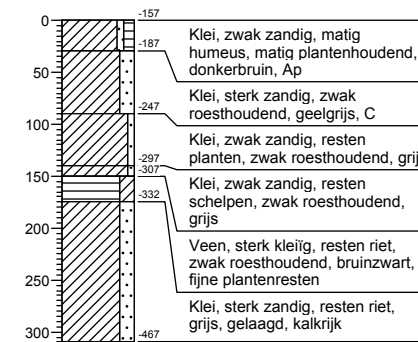 0
50
100
150
200
250
300
-157
-187
-247
-297
-307
-332
-467
Klei, zwak zandig, matig
humeus, matig plantenhoudend,
donkerbruin, Ap
Klei, sterk zandig, zwak
roesthoudend, geelgrijs, C
Klei, zwak zandig, resten
planten, zwak roesthoudend, grij
Klei, zwak zandig, resten
schelpen, zwak roesthoudend,
grijs
Veen, sterk kleiïg, resten riet,
zwak roesthoudend, bruinzwart,
fijne plantenresten
Klei, sterk zandig, resten riet,
grijs, gelaagd, kalkrijk